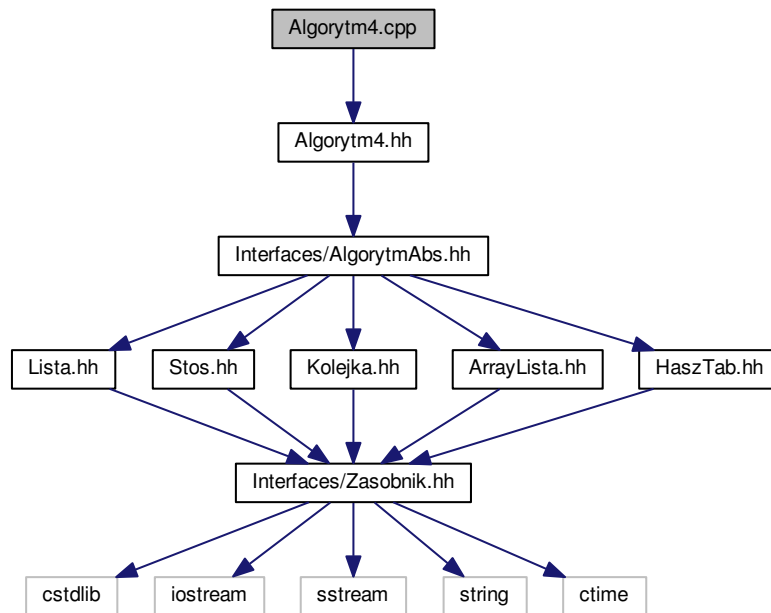 Algorytm4.cpp
Algorytm4.hh
Interfaces/AlgorytmAbs.hh
Lista.hh
Stos.hh
Kolejka.hh
ArrayLista.hh
HaszTab.hh
Interfaces/Zasobnik.hh
cstdlib
iostream
sstream
string
ctime